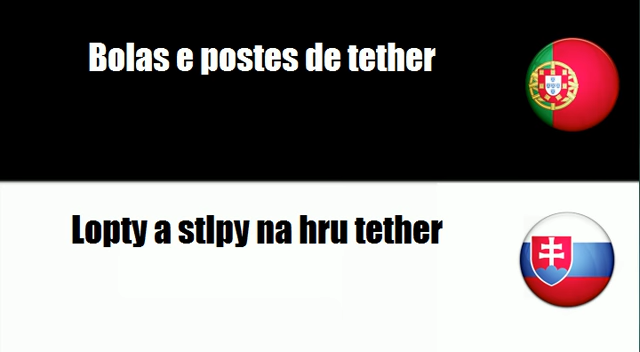 Bolas e postes de tether
Lopty a stlpy na hru tether